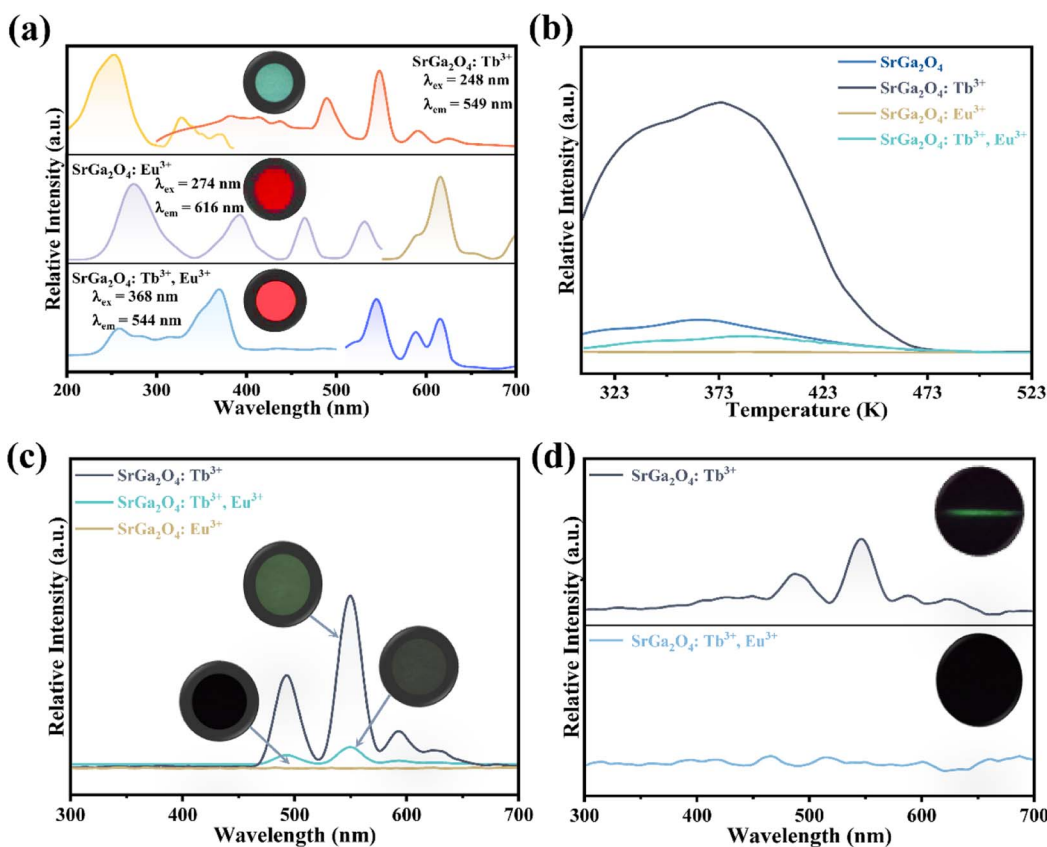 (a)
SrGa₂O₄: Tb³⁺
λex = 248 nm
λem = 549 nm
SrGa₂O₄: Eu³⁺
λex = 274 nm
λem = 616 nm
SrGa₂O₄: Tb³⁺, Eu³⁺
λex = 368 nm
λem = 544 nm
Relative Intensity (a.u.)
200 300 400 500 600 700
Wavelength (nm)
(b)
SrGa₂O₄
SrGa₂O₄: Tb³⁺
SrGa₂O₄: Eu³⁺
SrGa₂O₄: Tb³⁺, Eu³⁺
Relative Intensity (a.u.)
323 373 423 473 523
Temperature (K)
(c)
SrGa₂O₄: Tb³⁺
SrGa₂O₄: Tb³⁺, Eu³⁺
SrGa₂O₄: Eu³⁺
Relative Intensity (a.u.)
300 400 500 600 700
Wavelength (nm)
(d)
SrGa₂O₄: Tb³⁺
SrGa₂O₄: Tb³⁺, Eu³⁺
Relative Intensity (a.u.)
300 400 500 600 700
Wavelength (nm)